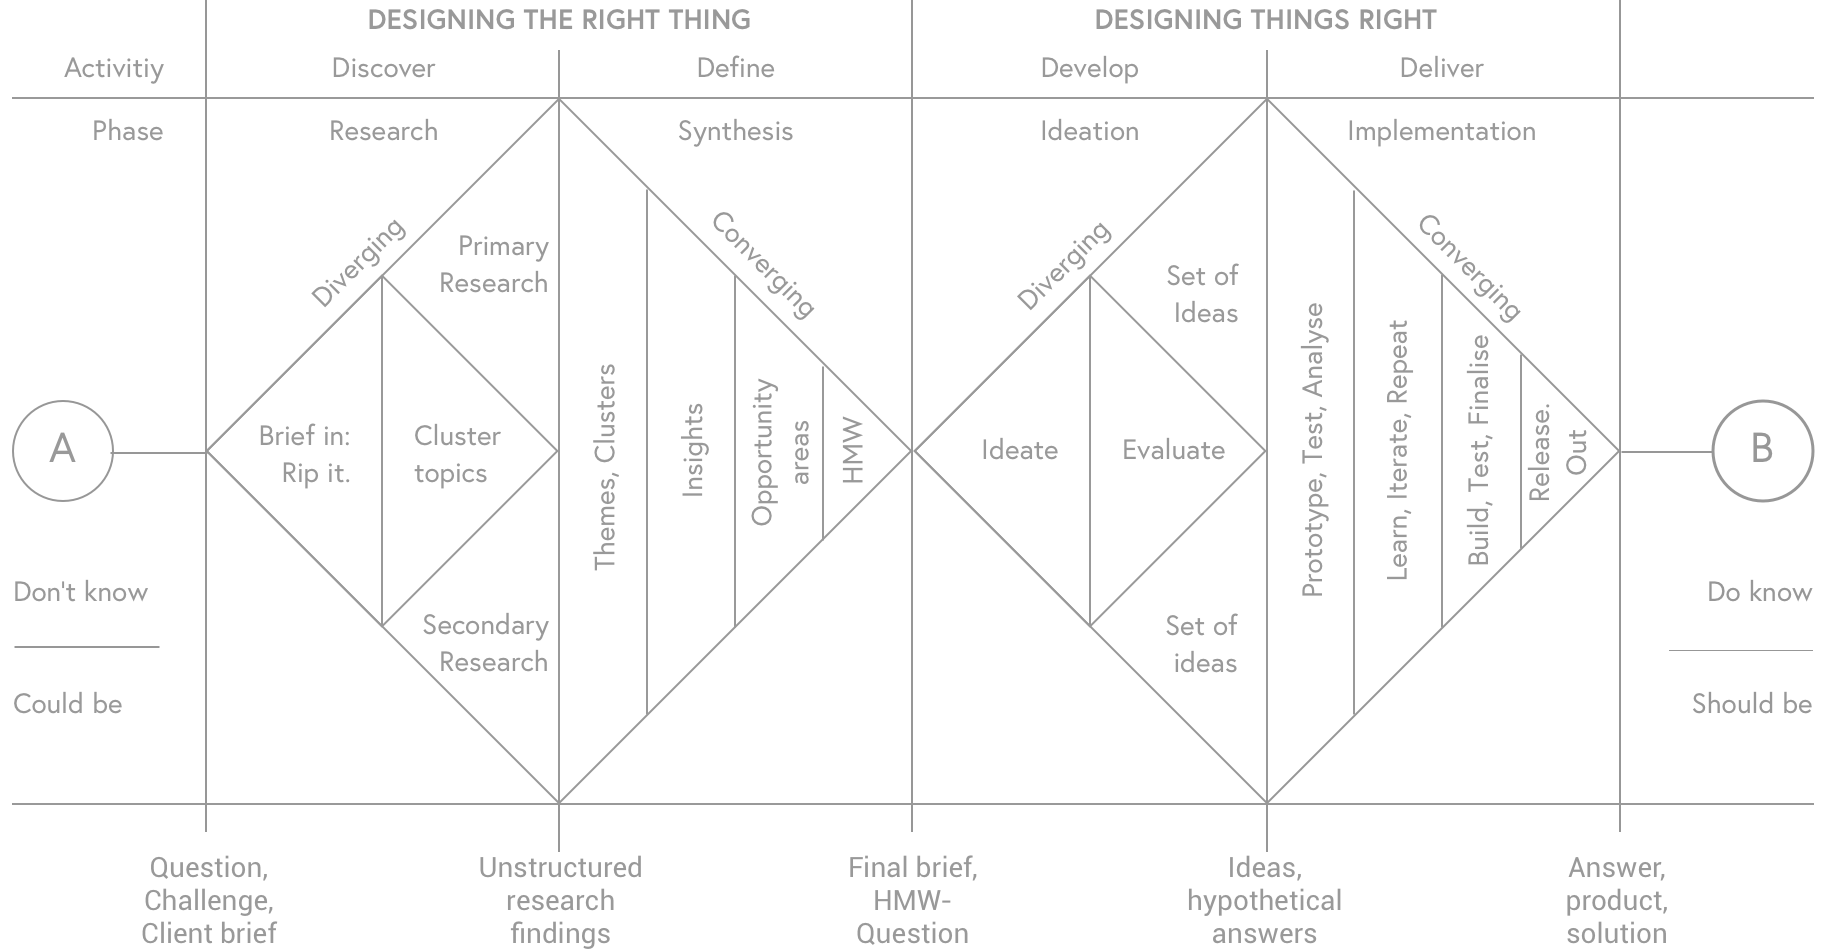 DESIGNING THE RIGHT THING
DESIGNING THINGS RIGHT
Activitiy
Discover
Define
Develop
Deliver
Phase
Research
Synthesis
Ideation
Implementation
Diverging
Primary
Research
Converging
Diverging
Set of
Ideas
Converging
A
Brief in:
Rip it.
Cluster
topics
Themes, Clusters
Insights
Opportunity
areas
HMW
Ideate
Evaluate
Prototype, Test, Analyse
Learn, Iterate, Repeat
Build, Test, Finalise
Release.
Out
B
Don't know
Could be
Secondary
Research
Set of
ideas
Do know
Should be
Question,
Challenge,
Client brief
Unstructured
research
findings
Final brief,
HMW-
Question
Ideas,
hypothetical
answers
Answer,
product,
solution